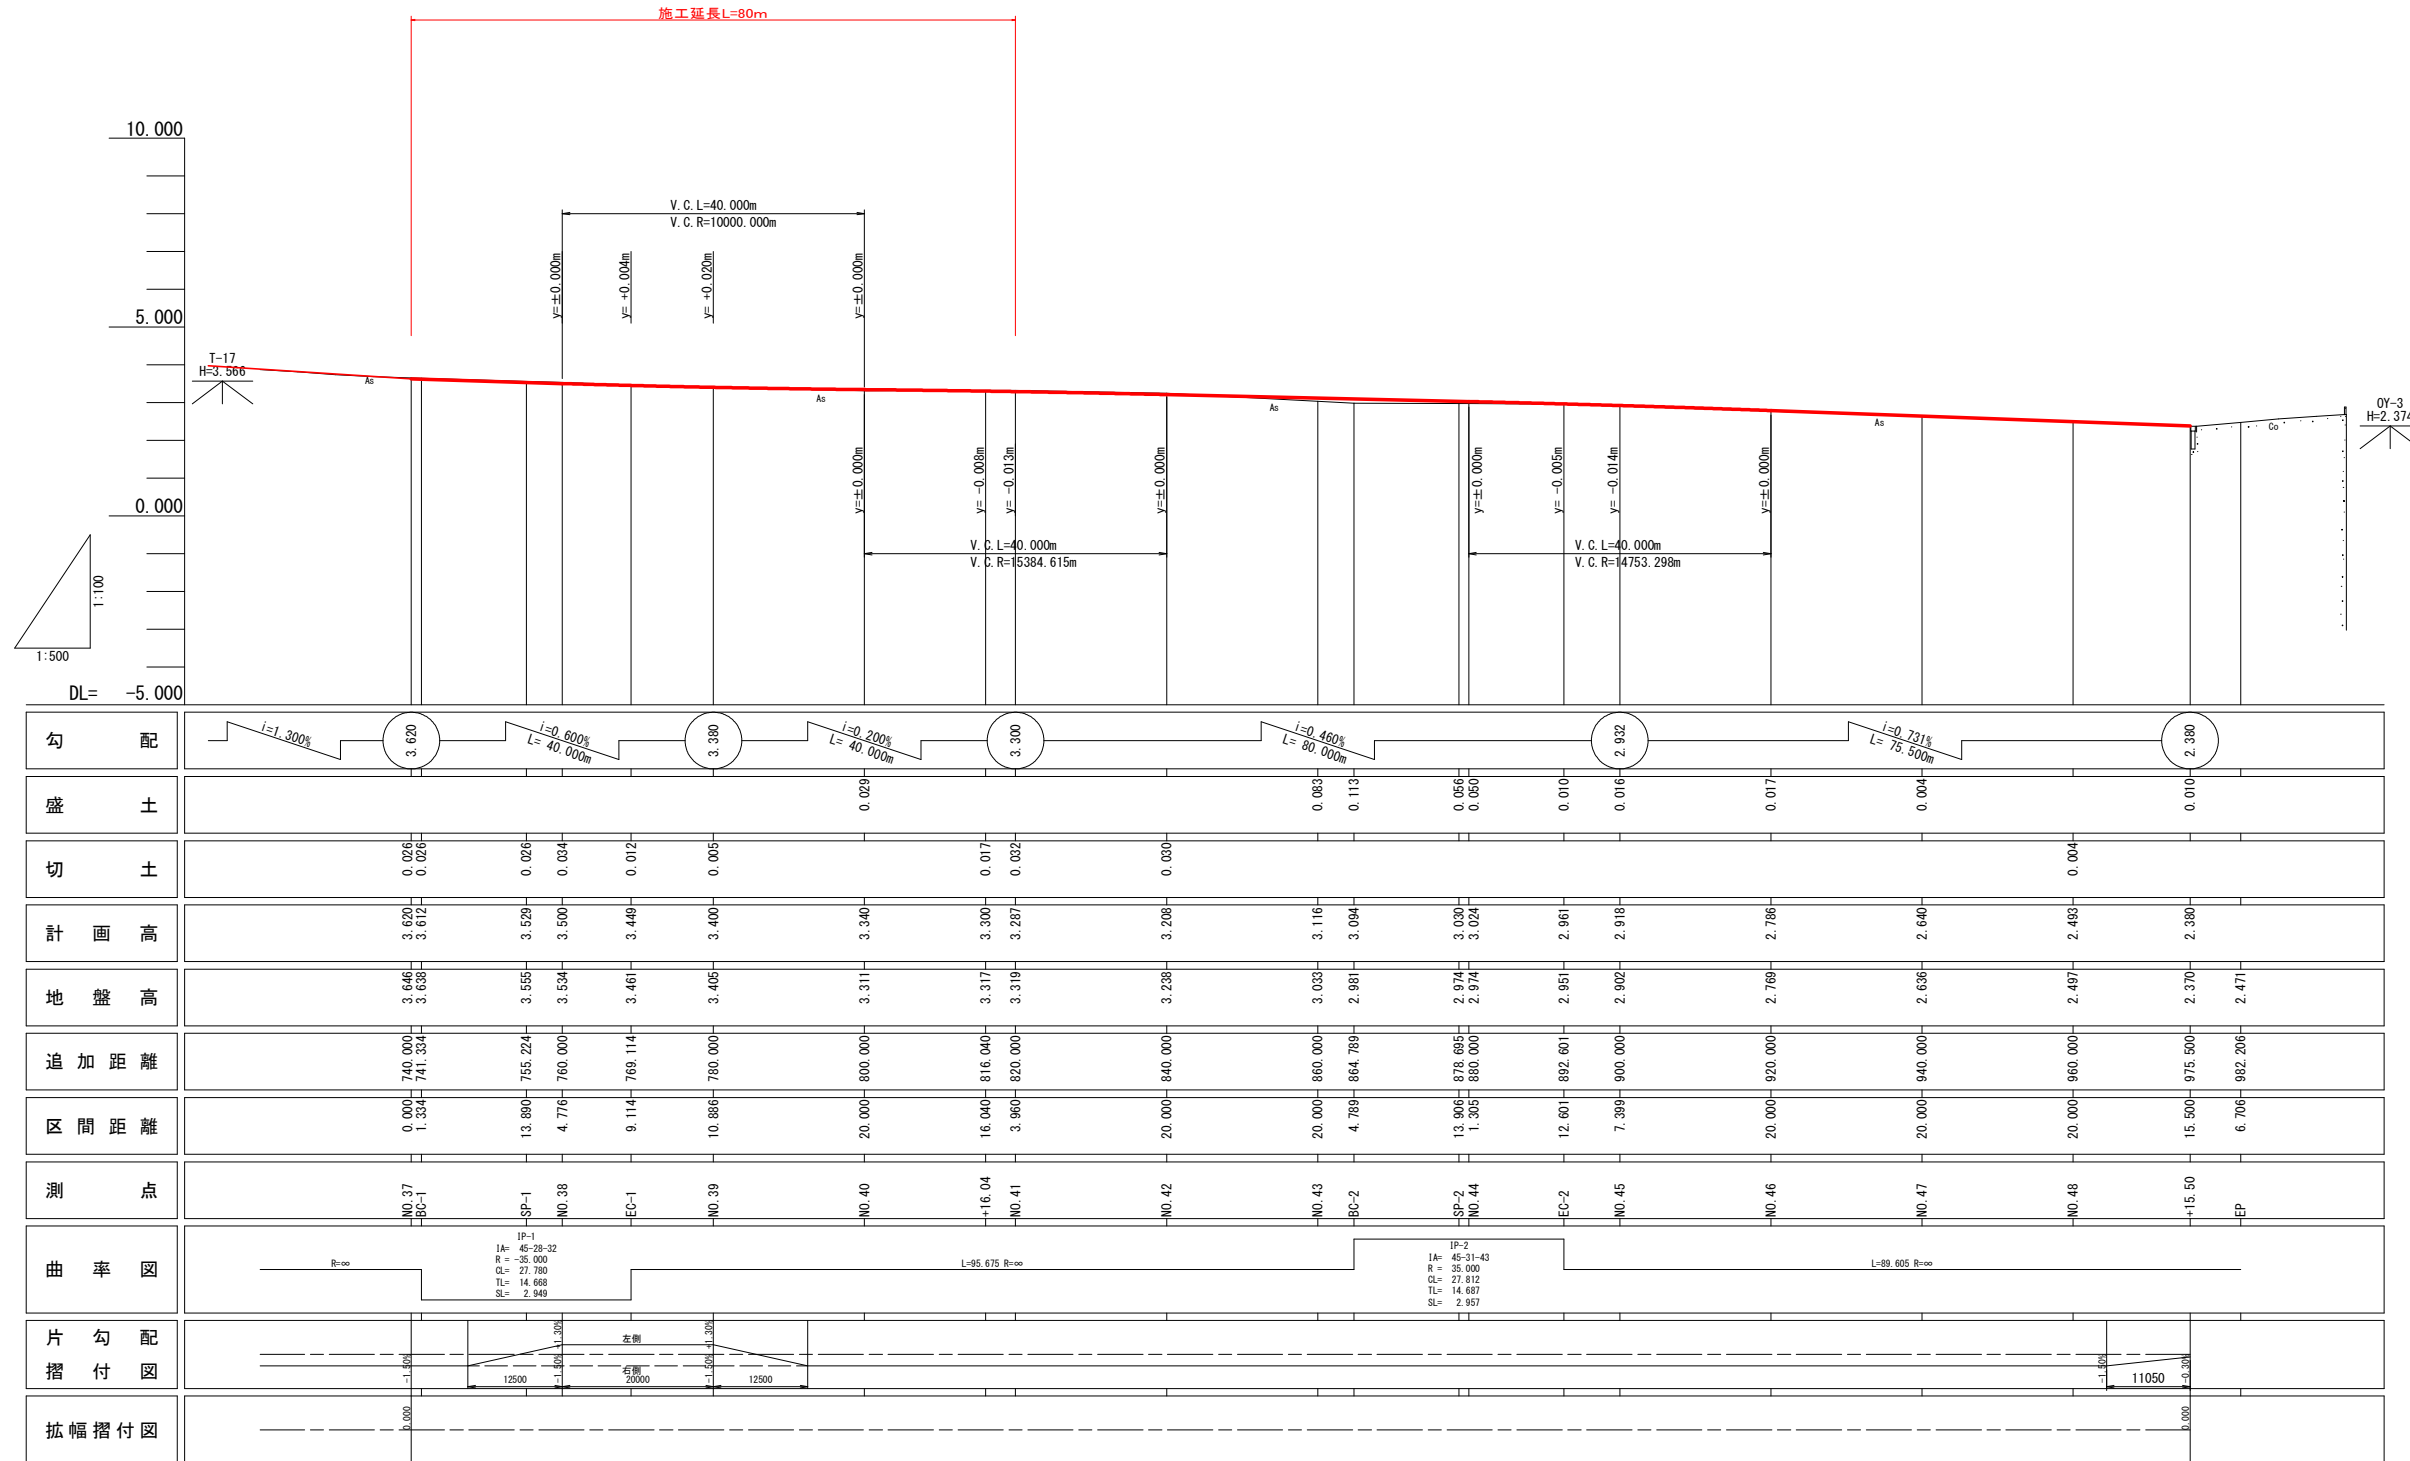 施工延長L=80m
10.000
V.C.L=40.000m
V.C.R=10000.000m
y=±0.000m
y= +0.004m
y= +0.020m
y=±0.000m
5.000
T-17
H=3.566
As
As
As
As
Co
OY-3
H=2.374
y=±0.000m
y= -0.008m
y= -0.013m
y=±0.000m
y=±0.000m
y= -0.005m
y= -0.014m
y=±0.000m
0.000
V.C.L=40.000m
V.C.R=15384.615m
V.C.L=40.000m
V.C.R=14753.298m
1:100
1:500
DL= -5.000
勾配
i=1.300%
3.620
i=0.600%
L= 40.000m
3.380
i=0.200%
L= 40.000m
3.300
i=0.460%
L= 80.000m
2.932
i=0.731%
L= 75.500m
2.380
盛土
0.029
0.083
0.113
0.056
0.050
0.010
0.016
0.017
0.004
0.010
切土
0.026
0.026
0.026
0.034
0.012
0.005
0.017
0.032
0.030
0.004
計画高
3.620
3.612
3.529
3.500
3.449
3.400
3.340
3.300
3.287
3.208
3.116
3.094
3.030
3.024
2.961
2.918
2.786
2.640
2.493
2.380
地盤高
3.646
3.638
3.555
3.534
3.461
3.405
3.311
3.317
3.319
3.238
3.033
2.981
2.974
2.974
2.951
2.902
2.769
2.636
2.497
2.370
2.471
追加距離
740.000
741.334
755.224
760.000
769.114
780.000
800.000
816.040
820.000
840.000
860.000
864.789
878.695
880.000
892.601
900.000
920.000
940.000
960.000
975.500
982.206
区間距離
0.000
1.334
13.890
4.776
9.114
10.886
20.000
16.040
3.960
20.000
20.000
4.789
13.906
1.305
12.601
7.399
20.000
20.000
20.000
15.500
6.706
測点
NO.37
BC-1
SP-1
NO.38
EC-1
NO.39
NO.40
+16.04
NO.41
NO.42
NO.43
BC-2
SP-2
NO.44
EC-2
NO.45
NO.46
NO.47
NO.48
+15.50
EP
曲率図
R=∞
IP-1
IA= 45-28-32
R = -35.000
CL= 27.780
TL= 14.668
SL= 2.949
L=95.675 R=∞
IP-2
IA= 45-31-43
R = 35.000
CL= 27.812
TL= 14.687
SL= 2.957
L=89.605 R=∞
片勾配
摺付図
-1.50%
+1.30%
-1.50%
左側
右側
+1.30%
-1.50%
12500
20000
12500
-1.50%
-0.30%
11050
拡幅摺付図
0.000
0.000